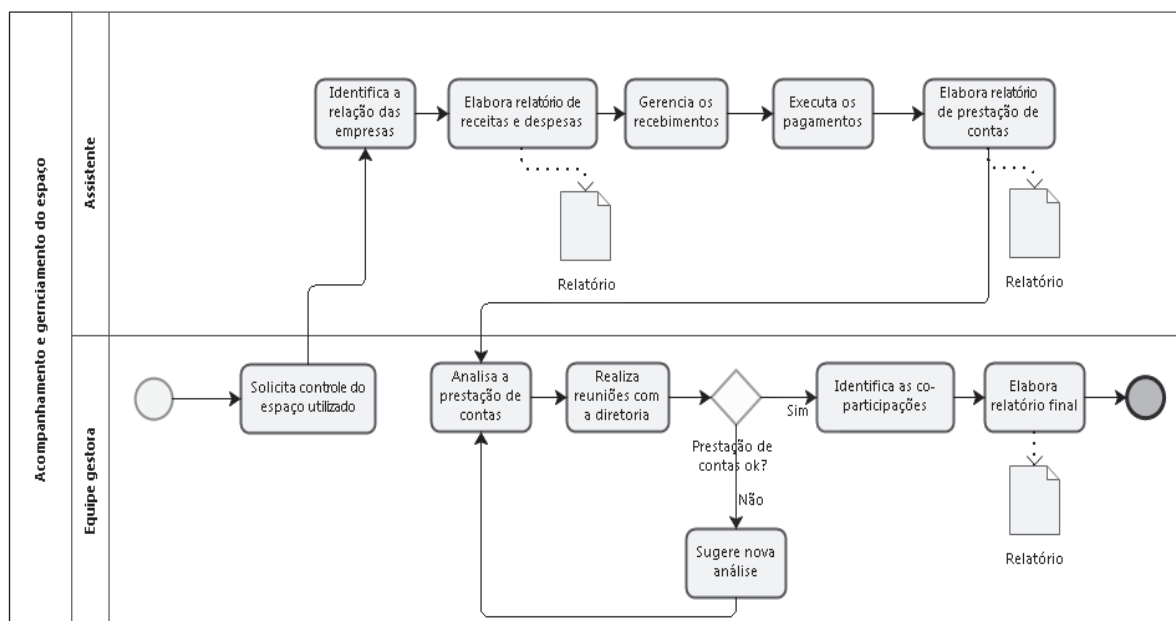 Acompanhamento e gernciamento do espaço
Assistente
Identifica a
relação das
empresas
Elabora relatório de
receitas e despesas
Gerencia os
recebimentos
Executa os
pagamentos
Elabora relatório
de prestação de
contas
Relatório
Relatório
Equipe gestora
Solicita controle do
espaço utilizado
Analisa a
prestação de
contas
Realiza
reuniões com
a diretoria
Prestação de
contas ok?
Sim
Não
Identifica as co-
participações
Elabora
relatório final
Relatório
Sugere nova
análise